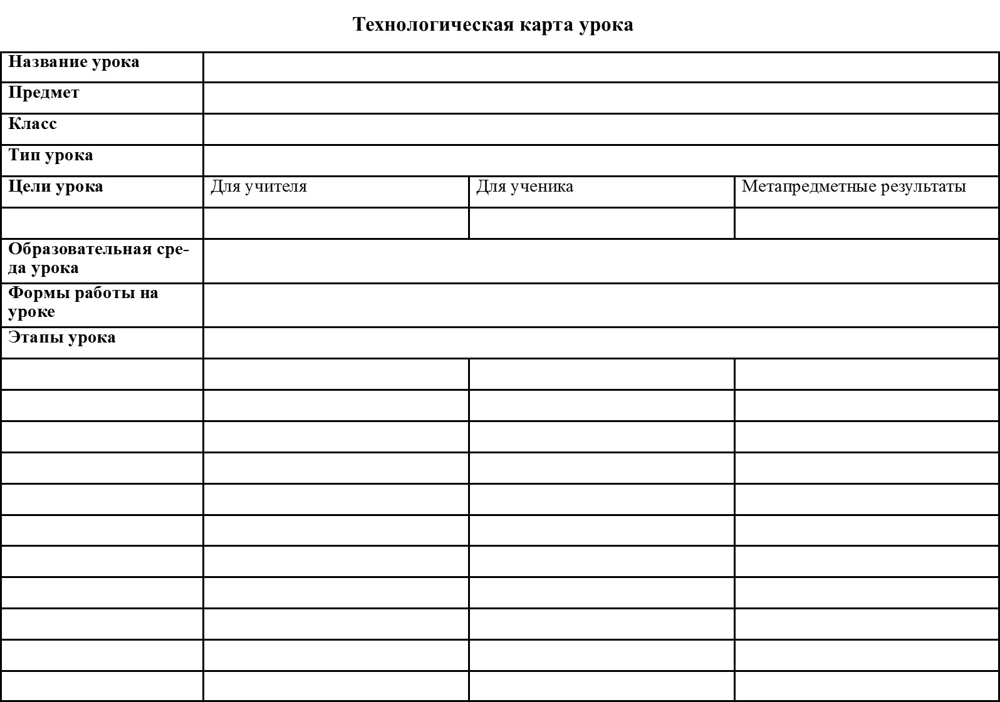 Технологическая карта урока
Название урока
Предмет
Класс
Тип урока
Цели урока Для учителя Для ученика Метапредметные результаты
Образовательная сре-
да урока
Формы работы на
уроке
Этапы урока